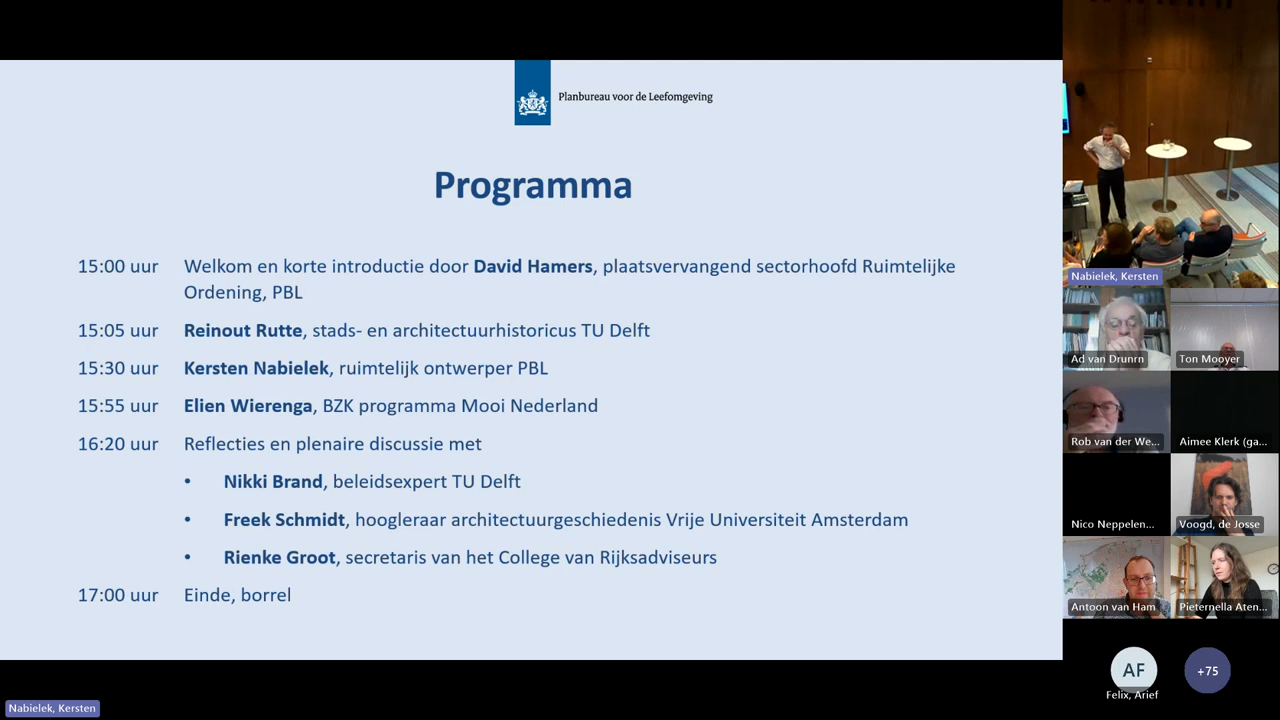 Planbureau voor de Leefomgeving
Programma
15:00 uur Welkom en korte introductie door David Hamers, plaatsvervangend sectorhoofd Ruimtelijke
Ordening, PBL
15:05 uur Reinout Rutte, stads- en architectuurhistoricus TU Delft
15:30 uur Kersten Nabielek, ruimtelijk ontwerper PBL
15:55 uur Elien Wierenga, BZK programma Mooi Nederland
16:20 uur Reflecties en plenaire discussie met
• Nikki Brand, beleidsexpert TU Delft
• Freek Schmidt, hoogleraar architectuurgeschiedenis Vrije Universiteit Amsterdam
• Rienke Groot, secretaris van het College van Rijksadviseurs
17:00 uur Einde, borrel
Nabielek, Kersten
Nabielek, Kersten
Ad van Drunrn
Ton Mooyer
Rob van der We...
Aimee Klerk (ga...
Nico Neppelen...
Voogd, de Josse
Antoon van Ham
Pieternella Aten...
AF
+75
Felix, Arief